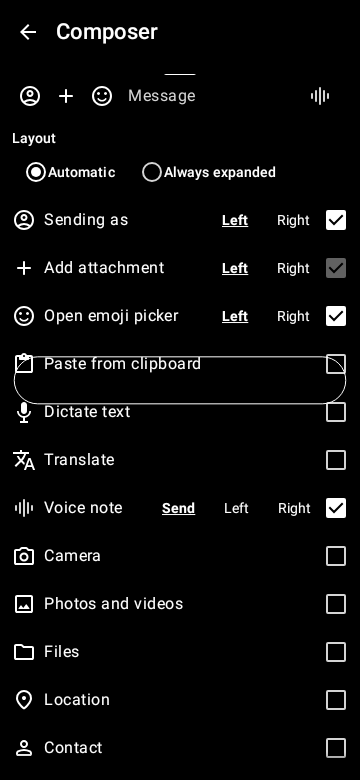 Composer
Message
Layout
Automatic Always expanded
Sending as Left Right
Add attachment Left Right
Open emoji picker Left Right
Paste from clipboard
Dictate text
Translate
Voice note Send Left Right
Camera
Photos and videos
Files
Location
Contact